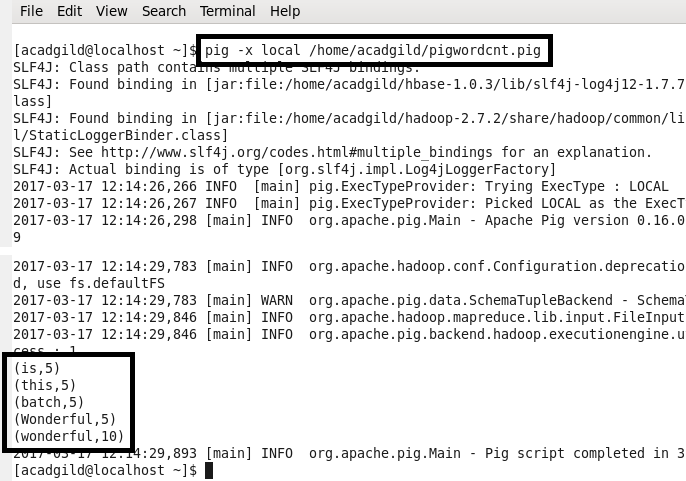 File Edit View Search Terminal Help
[acadgild@localhost ~]$ pig -x local /home/acadgild/pigwordcnt.pig
SLF4J: Class path contains multiple SLF4J bindings.
SLF4J: Found binding in [jar:file:/home/acadgild/hbase-1.0.3/lib/slf4j-log4j12-1.7.7
lass]
SLF4J: Found binding in [jar:file:/home/acadgild/hadoop-2.7.2/share/hadoop/common/li
l/StaticLoggerBinder.class]
SLF4J: See http://www.slf4j.org/codes.html#multiple_bindings for an explanation.
SLF4J: Actual binding is of type [org.slf4j.impl.Log4jLoggerFactory]
2017-03-17 12:14:26,266 INFO  [main] pig.ExecTypeProvider: Trying ExecType : LOCAL
2017-03-17 12:14:26,267 INFO  [main] pig.ExecTypeProvider: Picked LOCAL as the ExecT
2017-03-17 12:14:26,298 [main] INFO  org.apache.pig.Main - Apache Pig version 0.16.0
9
2017-03-17 12:14:29,783 [main] INFO  org.apache.hadoop.conf.Configuration.deprecatio
d, use fs.defaultFS
2017-03-17 12:14:29,783 [main] WARN  org.apache.pig.data.SchemaTupleBackend - Schema
2017-03-17 12:14:29,846 [main] INFO  org.apache.hadoop.mapreduce.lib.input.FileInput
2017-03-17 12:14:29,846 [main] INFO  org.apache.pig.backend.hadoop.executionengine.u
cess : 1
(is,5)
(this,5)
(batch,5)
(Wonderful,5)
(wonderful,10)
2017-03-17 12:14:29,893 [main] INFO  org.apache.pig.Main - Pig script completed in 3
[acadgild@localhost ~]$